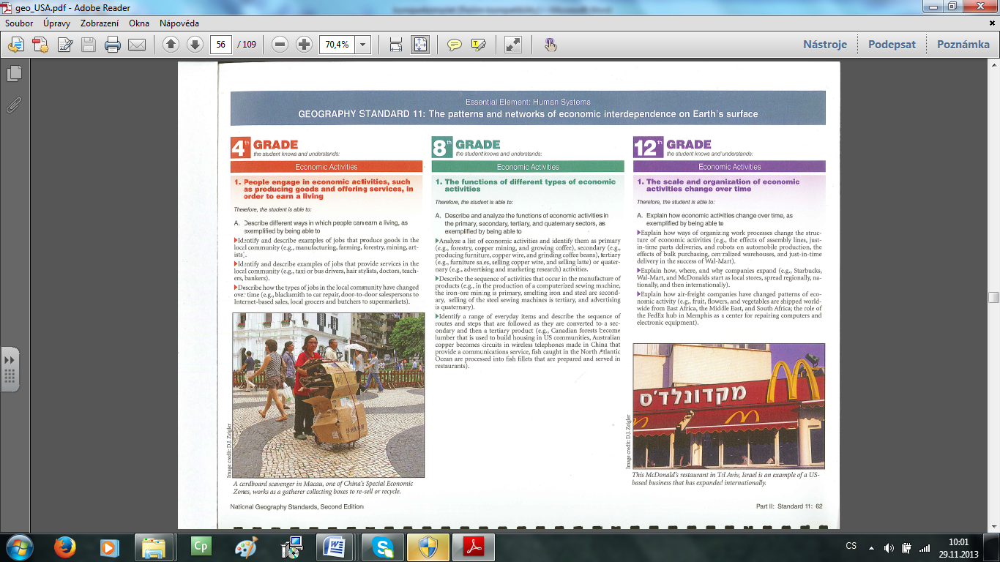 geo_USA.pdf - Adobe Reader
Soubor Úpravy Zobrazení Okna Nápověda
56 / 109 70,4% Nástroje Podepsat Poznámka
Essential Element: Human Systems
GEOGRAPHY STANDARD 11: The patterns and networks of economic interdependence on Earth's surface
4th GRADE
the student knows and understands:
Economic Activities
1. People engage in economic activities, such
as producing goods and offering services, in
order to earn a living
Therefore, the student is able to:
A. Describe different ways in which people can earn a living, as
exemplified by being able to
Identify and describe examples of jobs that produce goods in the
local community (e.g., manufacturing, farming, forestry, mining, art-
ists).
Identify and describe examples of jobs that provide services in the
local community (e.g., taxi or bus drivers, hair stylists, doctors, teach-
ers, bankers).
Describe how the types of jobs in the local community have changed
over time (e.g., blacksmith to car repair, door-to-door salespersons to
Internet-based sales, local grocers and butchers to supermarkets).
Image credit: D.J. Zeigler
A cardboard scavenger in Macau, one of China's Special Economic
Zones, works as a gatherer collecting boxes to re-sell or recycle.
8th GRADE
the student knows and understands:
Economic Activities
1. The functions of different types of economic
activities
Therefore, the student is able to:
A. Describe and analyze the functions of economic activities in
the primary, secondary, tertiary, and quaternary sectors, as
exemplified by being able to
Analyze a list of economic activities and identify them as primary
(e.g., forestry, copper mining, and growing coffee), secondary (e.g.,
producing furniture, copper wire, and grinding coffee beans), tertiary
(e.g., furniture sales, selling copper wire, and selling latte) or quater-
nary (e.g., advertising and marketing research) activities.
Describe the sequence of activities that occur in the manufacture of
products (e.g., in the production of a computerized sewing machine,
the iron-ore mining is primary, smelting iron and steel are second-
ary, selling of the steel sewing machines is tertiary, and advertising
is quaternary).
Identify a range of everyday items and describe the sequence of
routes and steps that are followed as they are converted to a sec-
ondary and then a tertiary product (e.g., Canadian forests become
lumber that is used to build housing in US communities, Australian
copper becomes circuits in wireless telephones made in China that
provide a communications service, fish caught in the North Atlantic
Ocean are processed into fish fillets that are prepared and served in
restaurants).
12th GRADE
the student knows and understands:
Economic Activities
1. The scale and organization of economic
activities change over time
Therefore, the student is able to:
A. Explain how economic activities change over time, as
exemplified by being able to
Explain how ways of organizing work processes change the struc-
ture of economic activities (e.g., the effects of assembly lines, just-
in-time parts deliveries, and robots on automobile production, the
effects of bulk purchasing, centralized warehouses, and just-in-time
delivery in the success of Wal-Mart).
Explain how, where, and why companies expand (e.g., Starbucks,
Wal-Mart, and McDonalds start as local stores, spread regionally, na-
tionally, and then internationally).
Explain how air-freight companies have changed patterns of eco-
nomic activity (e.g., fruit, flowers, and vegetables are shipped world-
wide from East Africa, the Middle East, and South Africa; the role of
the FedEx hub in Memphis as a center for repairing computers and
electronic equipment).
מקדונלד'ס
Image credit: D.J. Zeigler
This McDonald's restaurant in Tel Aviv, Israel is an example of a US-
based business that has expanded internationally.
National Geography Standards, Second Edition
Part II: Standard 11: 62
Cp
CS
10:01
29.11.2013